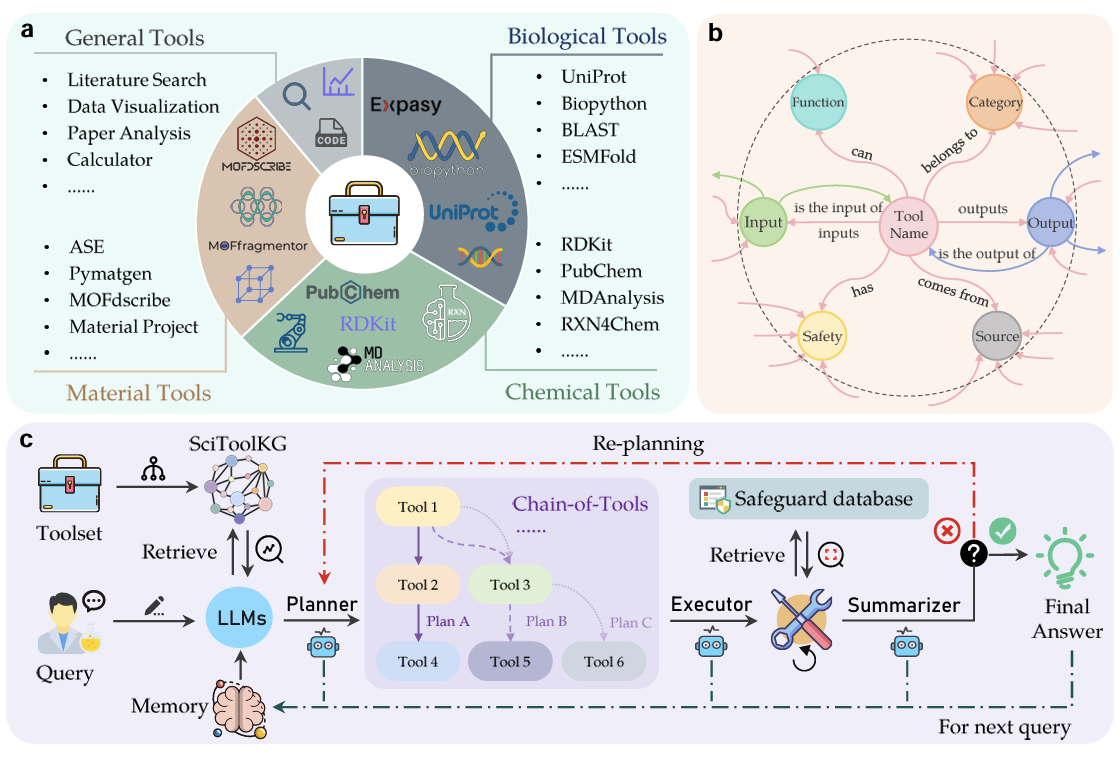 a
General Tools
• Literature Search
• Data Visualization
• Paper Analysis
• Calculator
• ......
• ASE
• Pymatgen
• MOFdscribe
• Material Project
• ......
Material Tools
CODE
MOFDSCRIBE
MOFfragmentor
Expasy
biopython
UniProt
PubChem
RDKit
RXN
MD
ANALYSIS
Biological Tools
• UniProt
• Biopython
• BLAST
• ESMFold
• ......
• RDKit
• PubChem
• MDAnalysis
• RXN4Chem
• ......
Chemical Tools
b
Function
Category
can
belongs to
Input
is the input of
inputs
Tool
Name
outputs
is the output of
Output
has
comes from
Safety
Source
c
SciToolKG
Toolset
Retrieve
Query
LLMs
Memory
Planner
Re-planning
Chain-of-Tools
......
Tool 1
Tool 2
Tool 3
Plan A
Plan B
Plan C
Tool 4
Tool 5
Tool 6
Safeguard database
Retrieve
Executor
Summarizer
?
Final
Answer
For next query